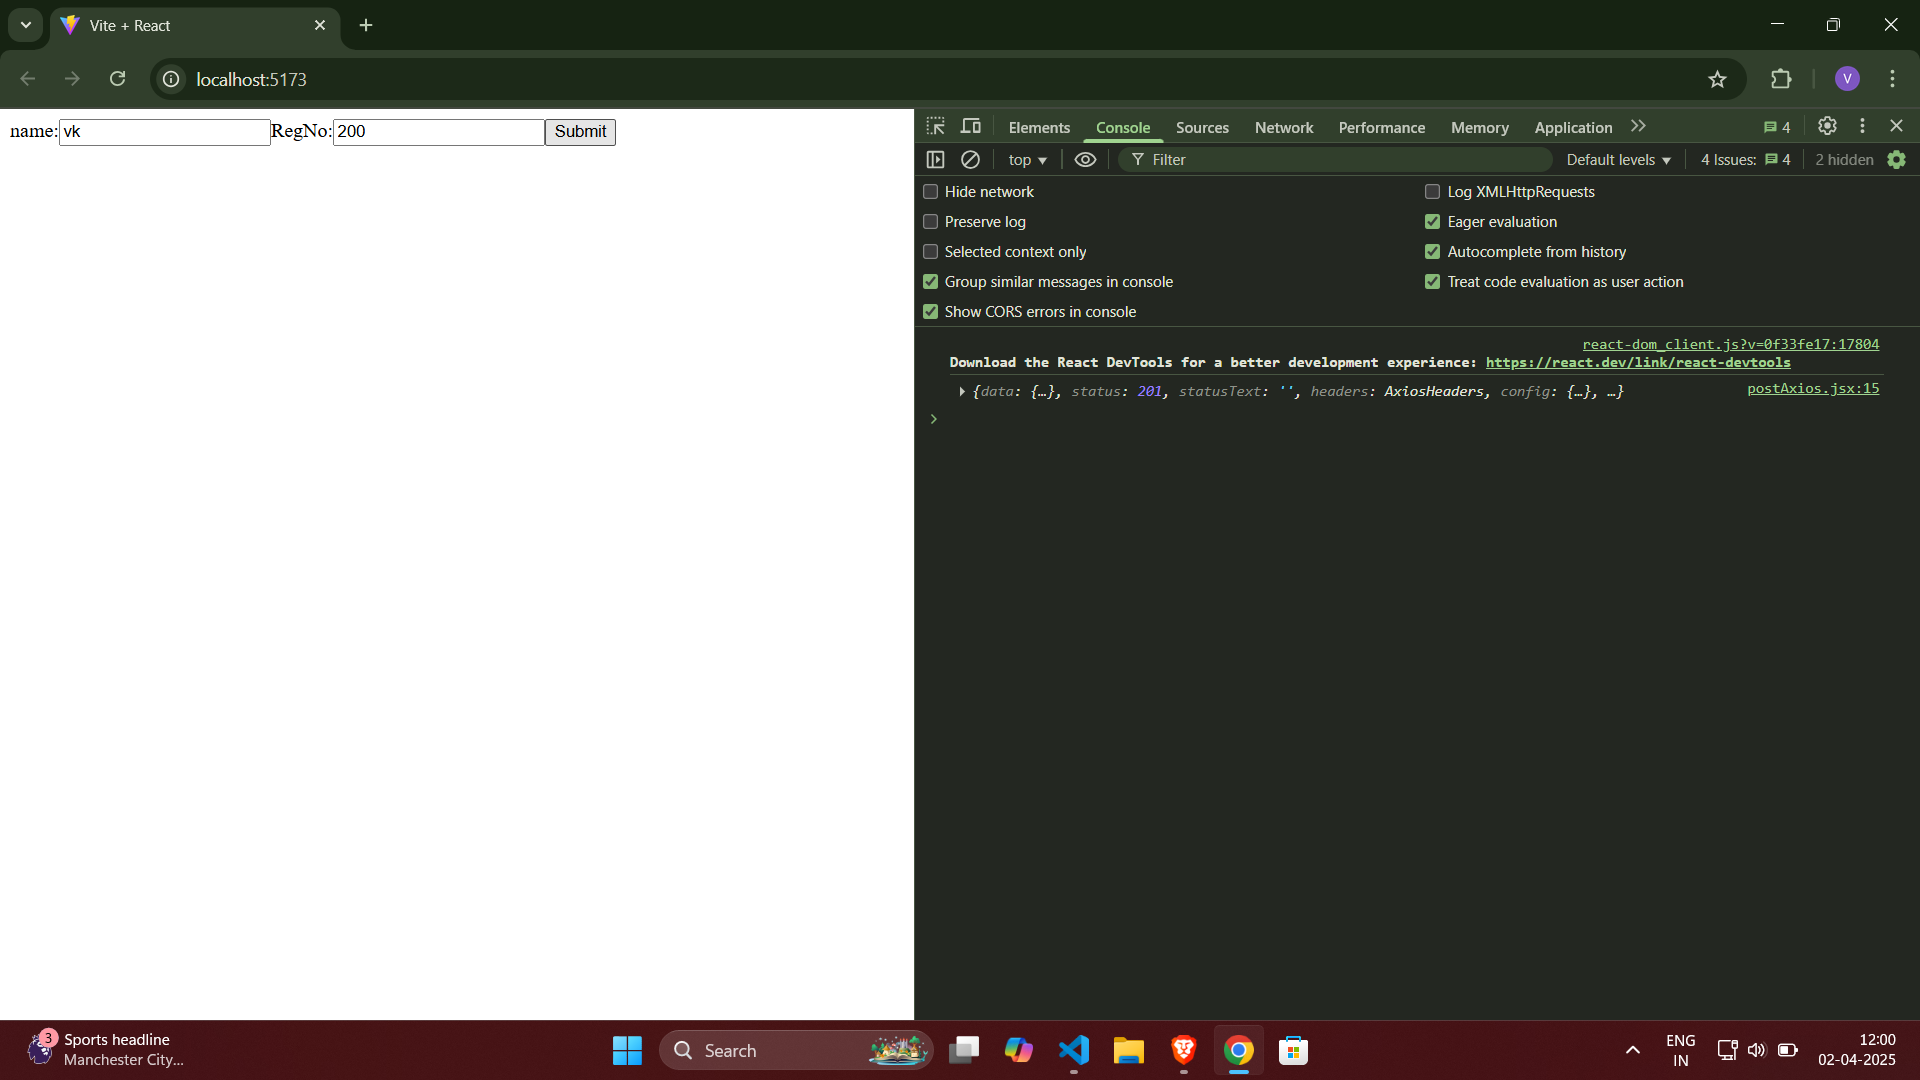 Vite + React
localhost:5173
V
name: vk RegNo: 200 Submit
Elements Console Sources Network Performance Memory Application 4
top Filter Default levels 4 Issues: 4 2 hidden
Hide network
Log XMLHttpRequests
Preserve log
Eager evaluation
Selected context only
Autocomplete from history
Group similar messages in console
Treat code evaluation as user action
Show CORS errors in console
react-dom_client.js?v=0f33fe17:17804
Download the React DevTools for a better development experience: https://react.dev/link/react-devtools
{data: {…}, status: 201, statusText: '', headers: AxiosHeaders, config: {…}, …} postAxios.jsx:15
3
Sports headline
Manchester City...
Search
ENG
IN
12:00
02-04-2025